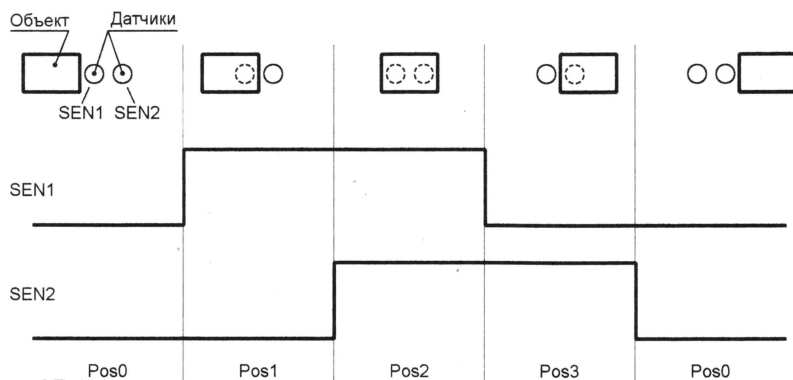 Объект Датчики
SEN1 SEN2
SEN1
SEN2
Pos0 Pos1 Pos2 Pos3 Pos0